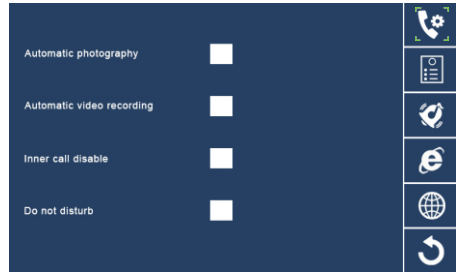 Automatic photography
Automatic video recording
Inner call disable
Do not disturb